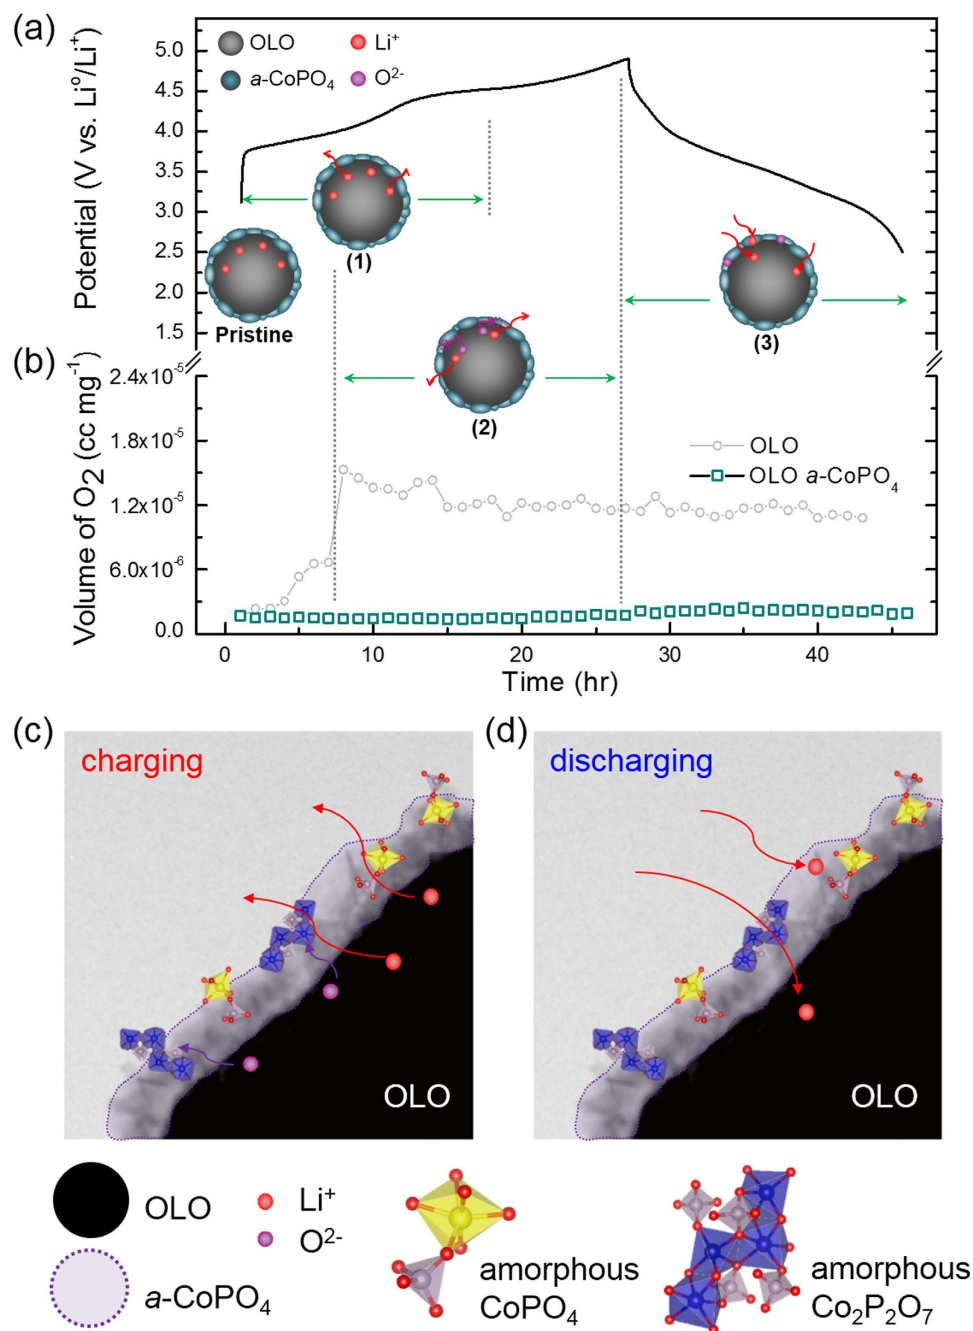 (a)
OLO
Li⁺
a-CoPO₄
O²⁻
Potential (V vs. Li⁰/Li⁺)
5.0
4.5
4.0
3.5
3.0
2.5
2.0
1.5
(1)
Pristine
(2)
(3)
(b)
Volume of O₂ (cc mg⁻¹)
2.4x10⁻⁵
1.8x10⁻⁵
1.2x10⁻⁵
6.0x10⁻⁶
0.0
OLO
OLO a-CoPO₄
0
10
20
30
40
Time (hr)
(c)
charging
OLO
(d)
discharging
OLO
OLO
Li⁺
O²⁻
a-CoPO₄
amorphous
CoPO₄
amorphous
Co₂P₂O₇